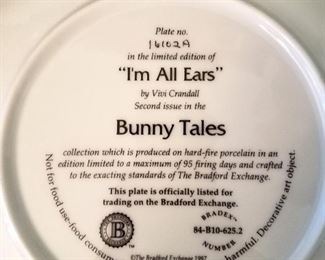 Plate no.
16102A
in the limited edition of
"I'm All Ears"
by Vivi Crandall
Second issue in the
Bunny Tales
collection which is produced on hard-fire porcelain in an
edition limited to a maximum of 95 firing days and crafted
to the exacting standards of The Bradford Exchange.
This plate is officially listed for
trading on the Bradford Exchange.
B
BRADEX-
84-B10-625.2
NUMBER
©The Bradford Exchange 1997
Not for food use-food consum
harmful. Decorative art object.